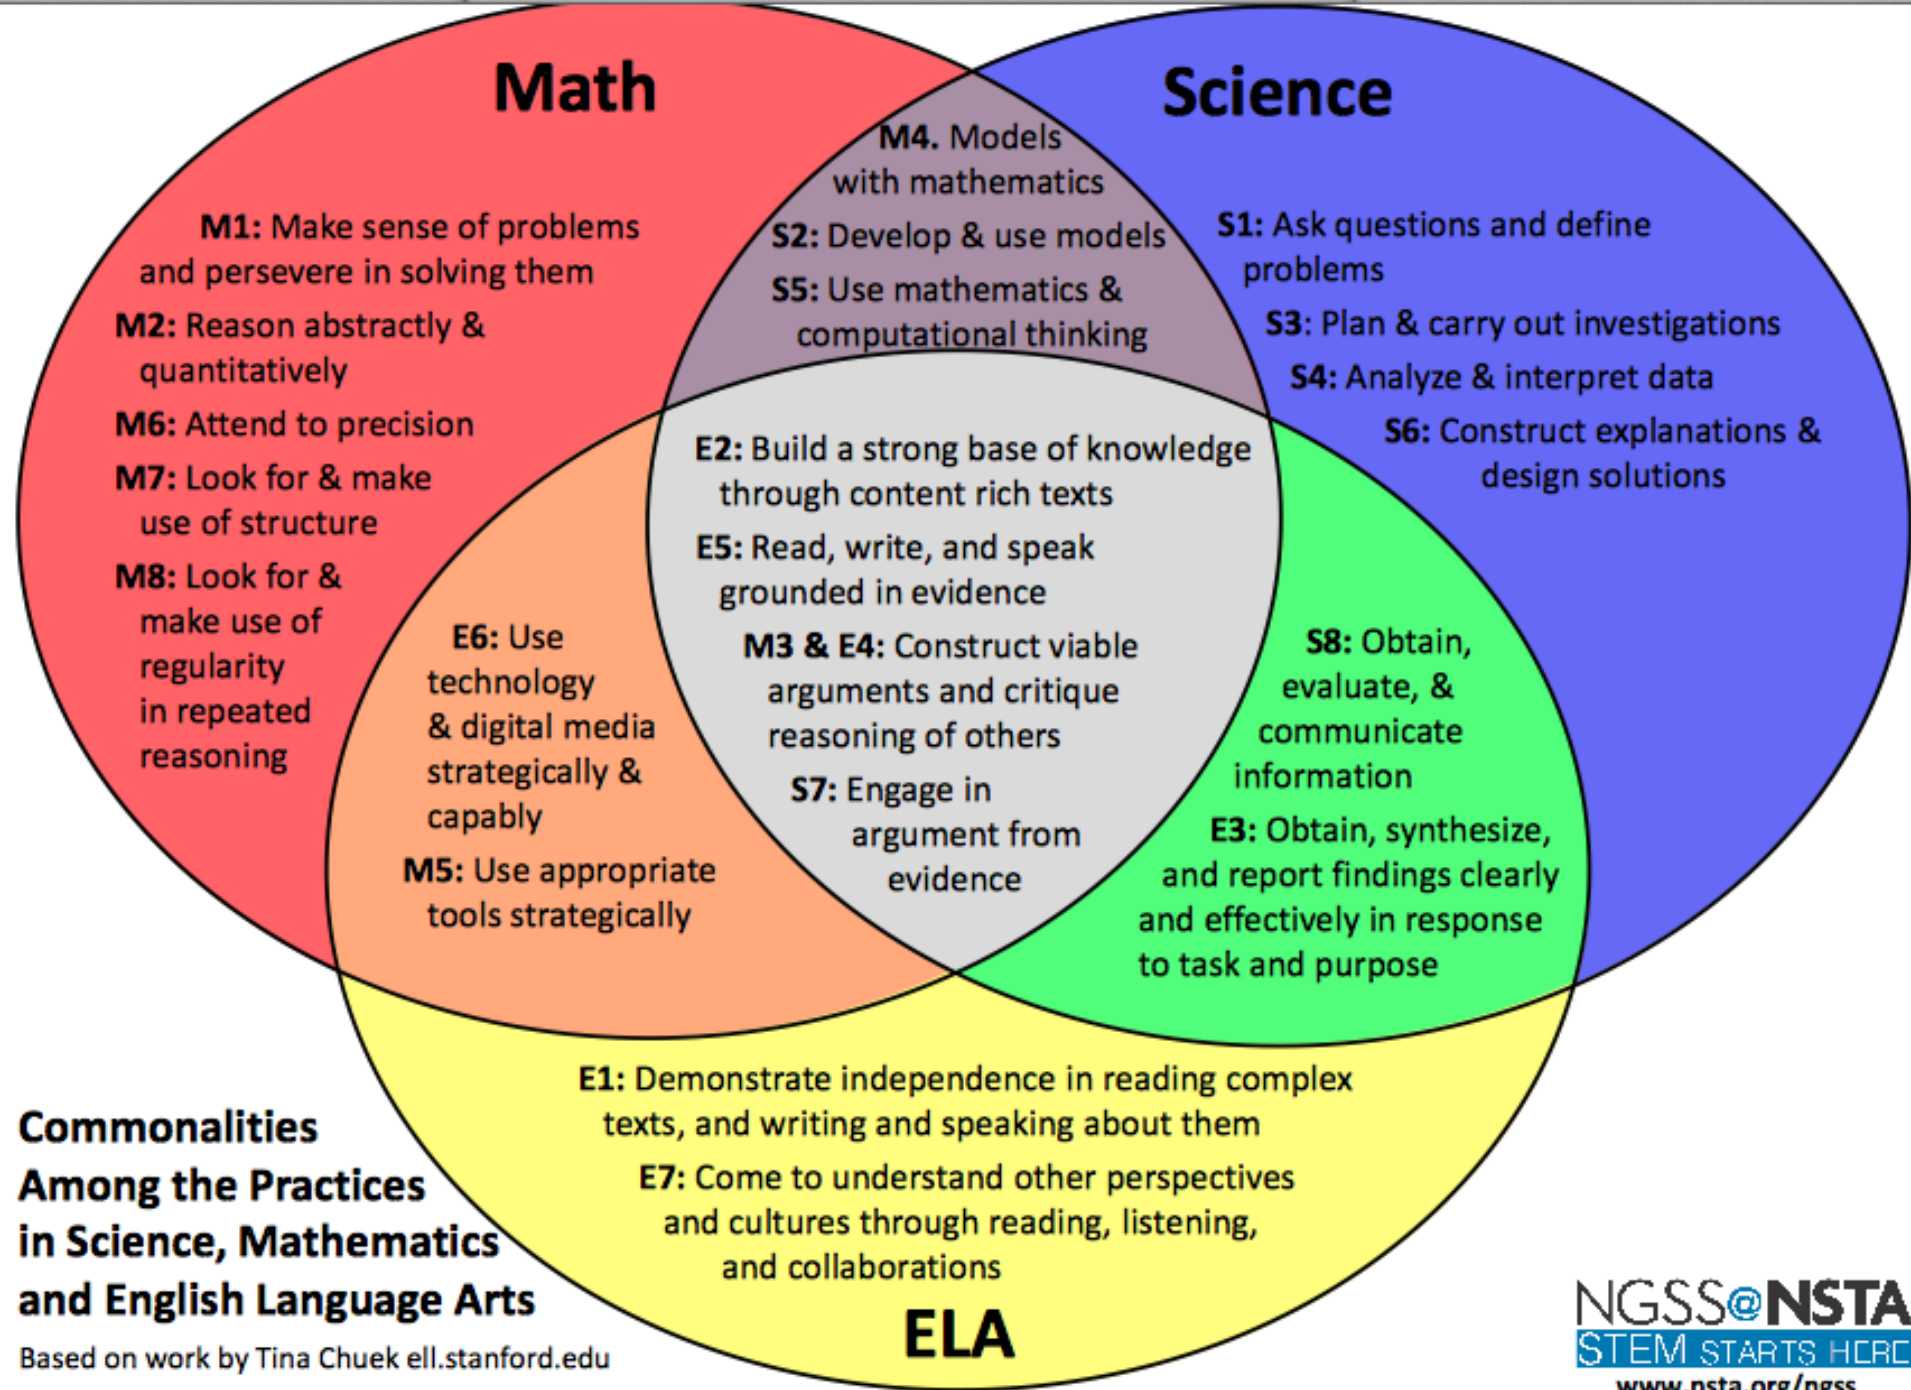 Math
Science
M4. Models
with mathematics
S2: Develop & use models
S5: Use mathematics &
computational thinking
M1: Make sense of problems
and persevere in solving them
M2: Reason abstractly &
quantitatively
M6: Attend to precision
M7: Look for & make
use of structure
M8: Look for &
make use of
regularity
in repeated
reasoning
S1: Ask questions and define
problems
S3: Plan & carry out investigations
S4: Analyze & interpret data
S6: Construct explanations &
design solutions
E2: Build a strong base of knowledge
through content rich texts
E5: Read, write, and speak
grounded in evidence
M3 & E4: Construct viable
arguments and critique
reasoning of others
S7: Engage in
argument from
evidence
E6: Use
technology
& digital media
strategically &
capably
M5: Use appropriate
tools strategically
S8: Obtain,
evaluate, &
communicate
information
E3: Obtain, synthesize,
and report findings clearly
and effectively in response
to task and purpose
E1: Demonstrate independence in reading complex
texts, and writing and speaking about them
E7: Come to understand other perspectives
and cultures through reading, listening,
and collaborations
ELA
Commonalities
Among the Practices
in Science, Mathematics
and English Language Arts
Based on work by Tina Chuek ell.stanford.edu
NGSS@NSTA
STEM STARTS HERE
www.nsta.org/ngss